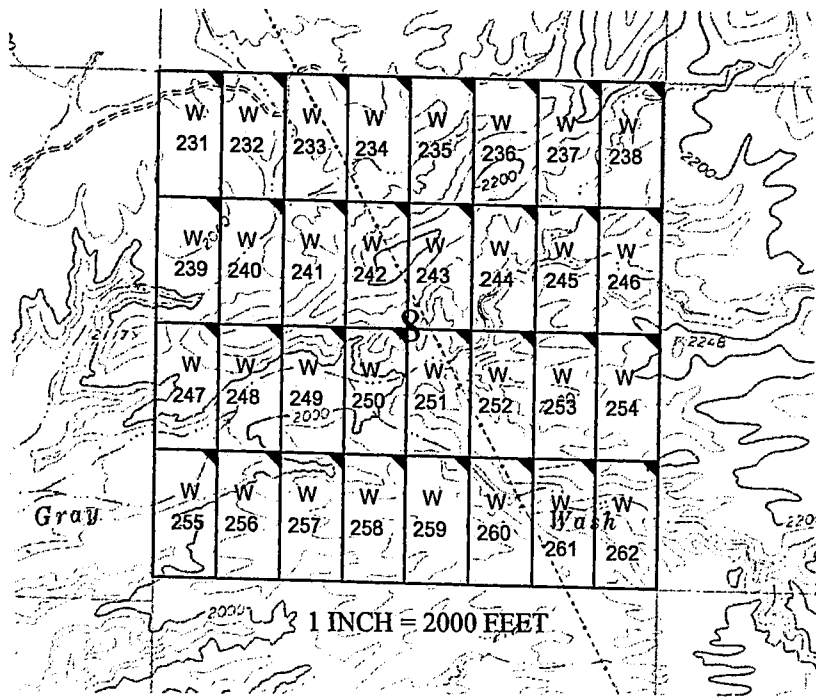 W W W W W W W W
231 232 233 234 235 236 237 238
2200
2200
W W W W W W W W
239 240 241 242 243 244 245 246
8
2248
W W W W W W W W
247 248 249 250 251 252 253 254
2000
W W W W W W W W
Gray 255 256 257 258 259 260 Wash
261 262
2000
1 INCH = 2000 FEET